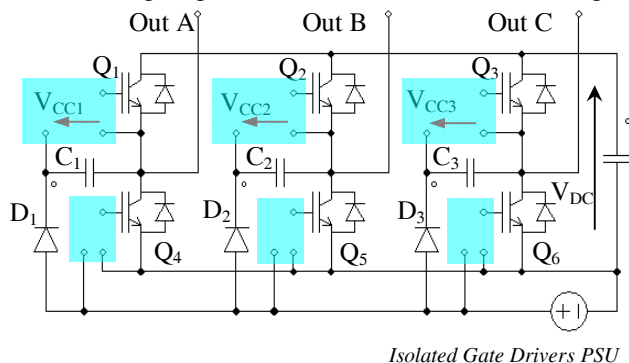 Out A Out B Out C
Q1 Q2 Q3
VCC1 VCC2 VCC3
C1 C2 C3
VDC
D1 D2 D3
Q4 Q5 Q6
Isolated Gate Drivers PSU